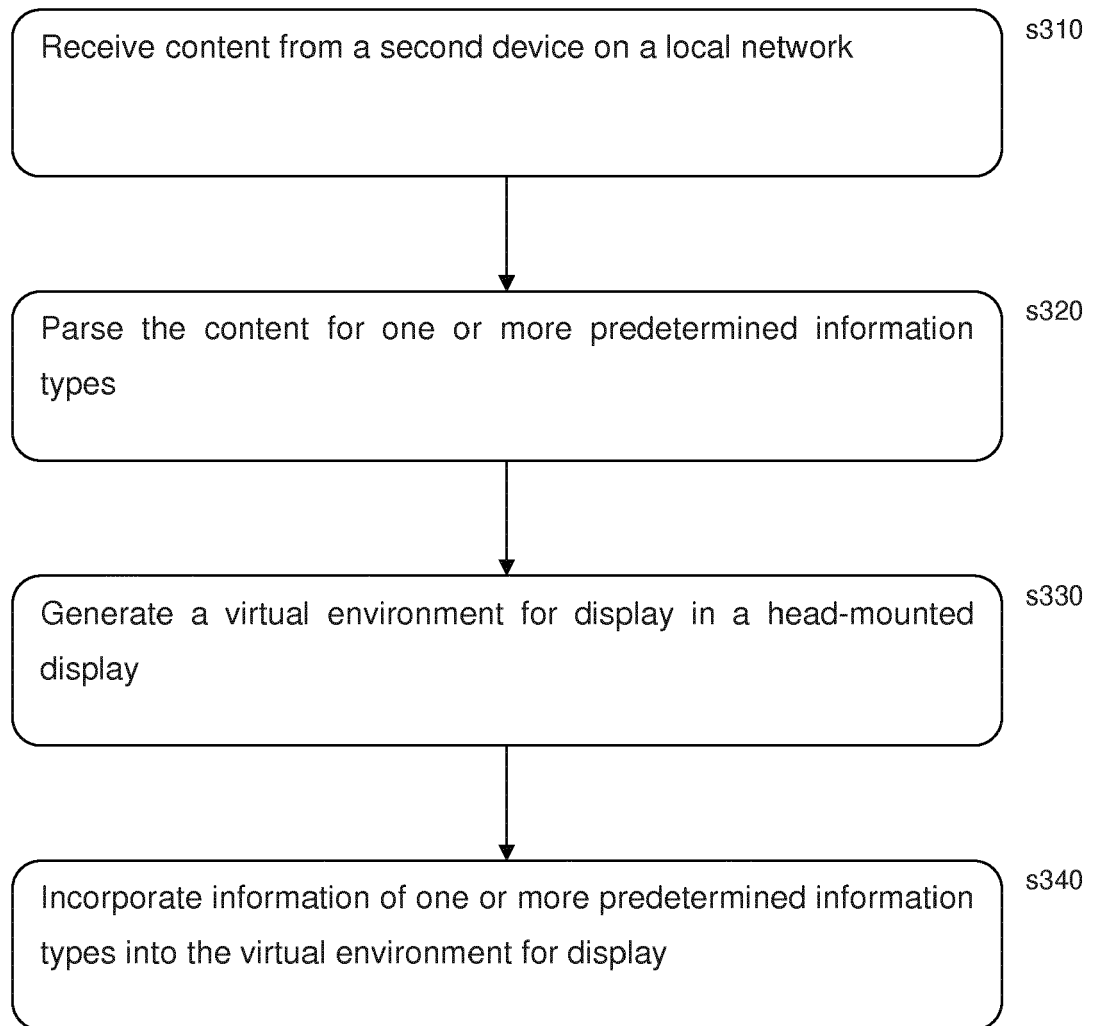 Receive content from a second device on a local network
s310
Parse the content for one or more predetermined information
types
s320
Generate a virtual environment for display in a head-mounted
display
s330
Incorporate information of one or more predetermined information
types into the virtual environment for display
s340